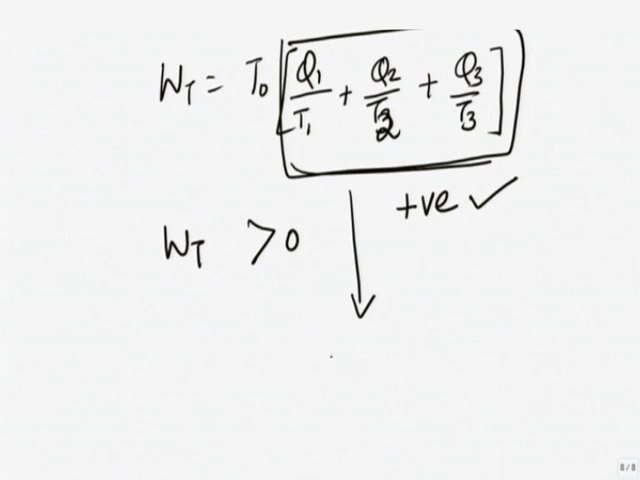 W_T = T_0 [Q_1/T_1 + Q_2/T_2 + Q_3/T_3]
+ve ✓
W_T > 0
8/8